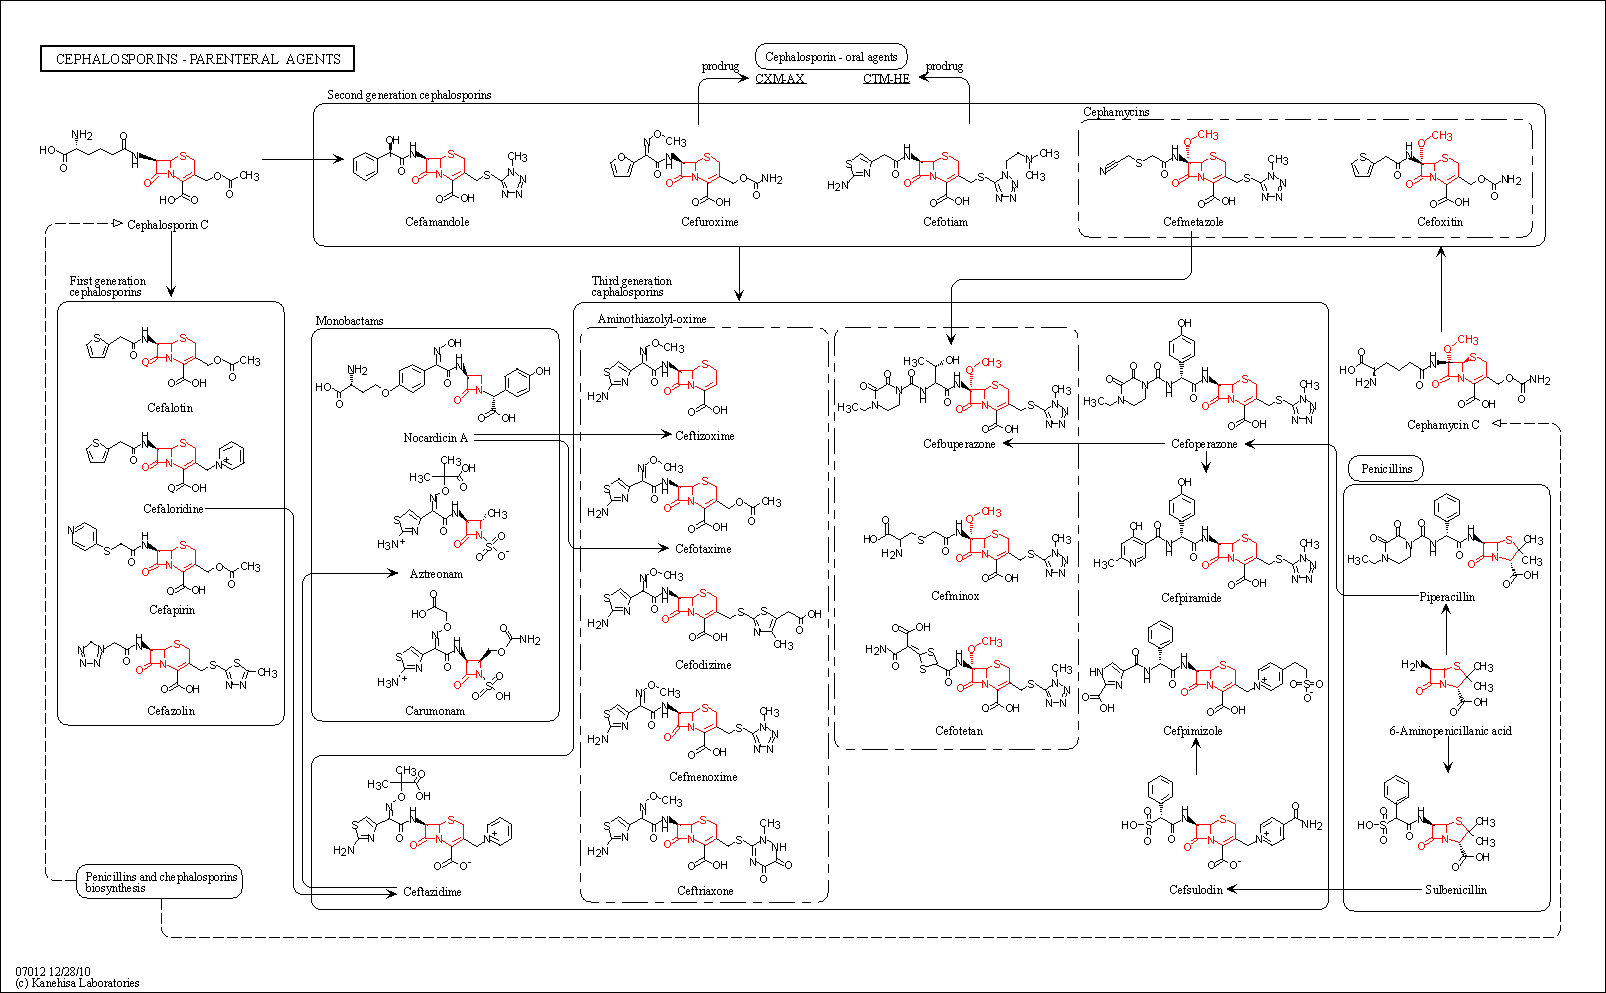 CEPHALOSPORINS - PARENTERAL AGENTS
Cephalosporin - oral agents
prodrug
CXM-AX
CTM-HE
prodrug
Second generation cephalosporins
Cephamycins
Cephalosporin C
Cefamandole
Cefuroxime
Cefotiam
Cefmetazole
Cefoxitin
First generation
cephalosporins
Third generation
caphalosporins
Monobactams
Aminothiazolyl-oxime
Cefalotin
Nocardicin A
Ceftizoxime
Cefbuperazone
Cefoperazone
Cephamycin C
Penicillins
Cefaloridine
Cefotaxime
Aztreonam
Cefapirin
Cefminox
Cefpiramide
Piperacillin
Cefodizime
Cefazolin
Carumonam
Cefotetan
Cefpimizole
6-Aminopenicillanic acid
Cefmenoxime
Penicillins and chephalosporins
biosynthesis
Ceftazidime
Ceftriaxone
Cefsulodin
Sulbenicillin
07012 12/28/10
(c) Kanehisa Laboratories